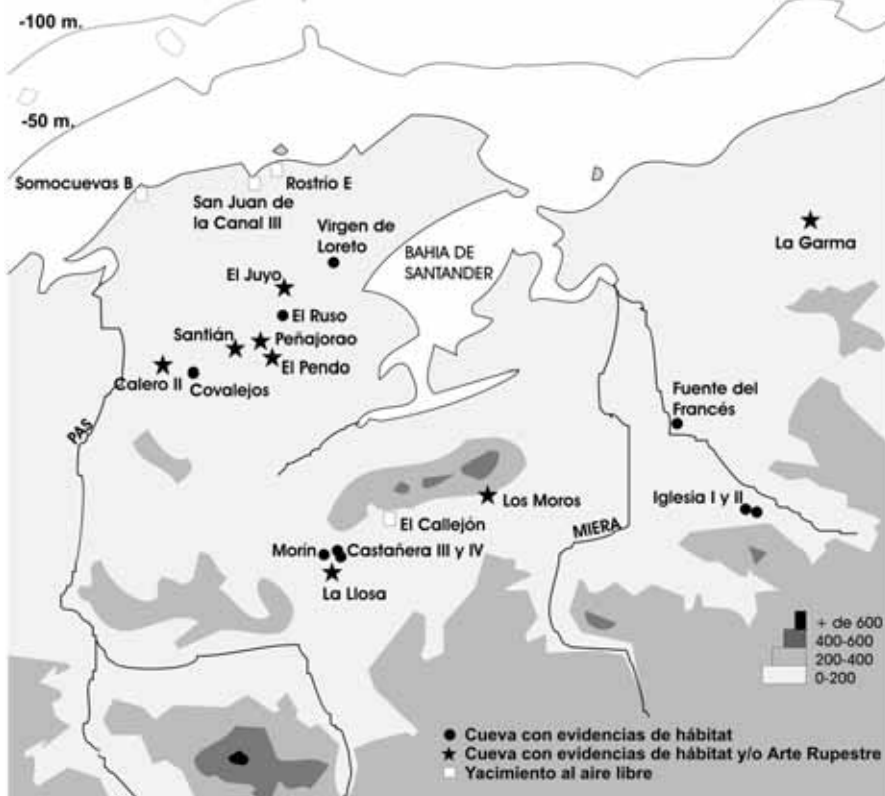 -100 m.
-50 m.
Somocuevas B
San Juan de
la Canal III
Rostrío E
Virgen de
Loreto
BAHIA DE
SANTANDER
La Garma
El Juyo
El Ruso
Santián
Peñajorao
El Pendo
Calero II
Covalejos
Fuente del
Francés
PAS
Los Moros
Iglesia I y II
El Callejón
MIERA
Morín
Castañera III y IV
La Llosa
+ de 600
400-600
200-400
0-200
Cueva con evidencias de hábitat
Cueva con evidencias de hábitat y/o Arte Rupestre
Yacimiento al aire libre